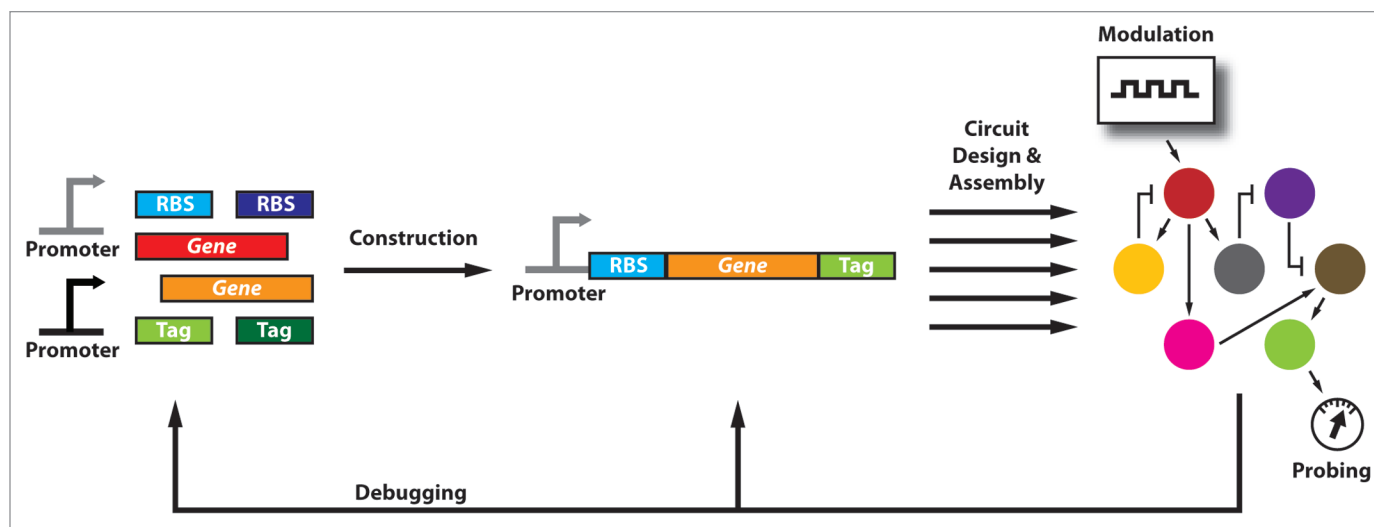 Modulation
Circuit
Design &
Assembly
RBS RBS
Promoter
Gene
Construction
Gene
RBS Gene Tag
Promoter
Tag Tag
Promoter
Probing
Debugging